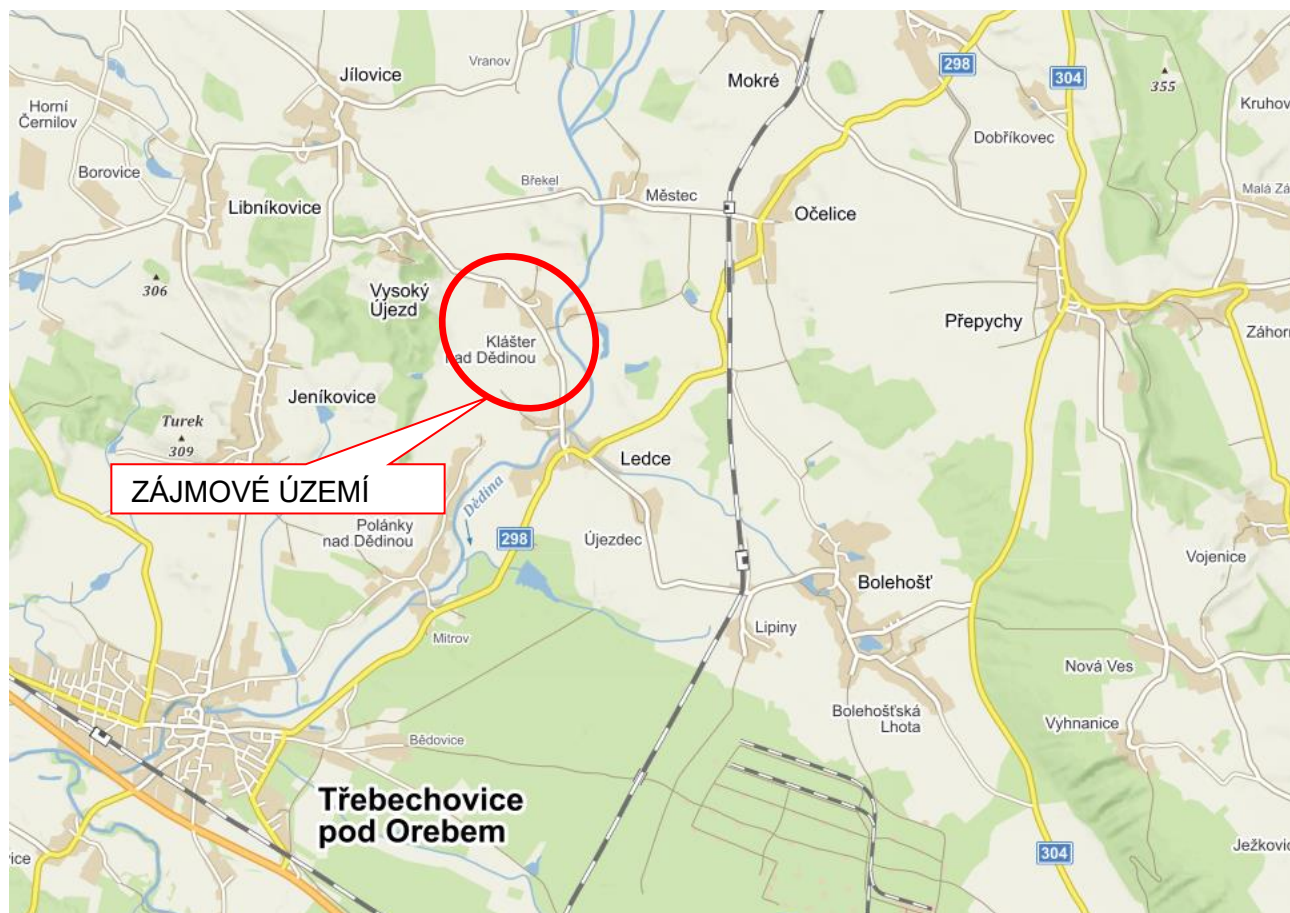 Jílovice
Vranov
Mokré
298
304
355
Horní
Černilov
Kruhov
Dobříkovec
Borovice
Břekel
Městec
Malá Zá
Libníkovice
Očelice
306
Vysoký
Újezd
Přepychy
Záhorn
Klášter
nad Dědinou
Jeníkovice
Turek
309
Ledce
ZÁJMOVÉ ÚZEMÍ
Dědina
Polánky
nad Dědinou
298
Újezdec
Vojenice
Bolehošť
Lipiny
Mitrov
Nová Ves
Bolehošťská
Lhota
Vyhnanice
Bědovice
Třebechovice
pod Orebem
304
Ježkovic
ice